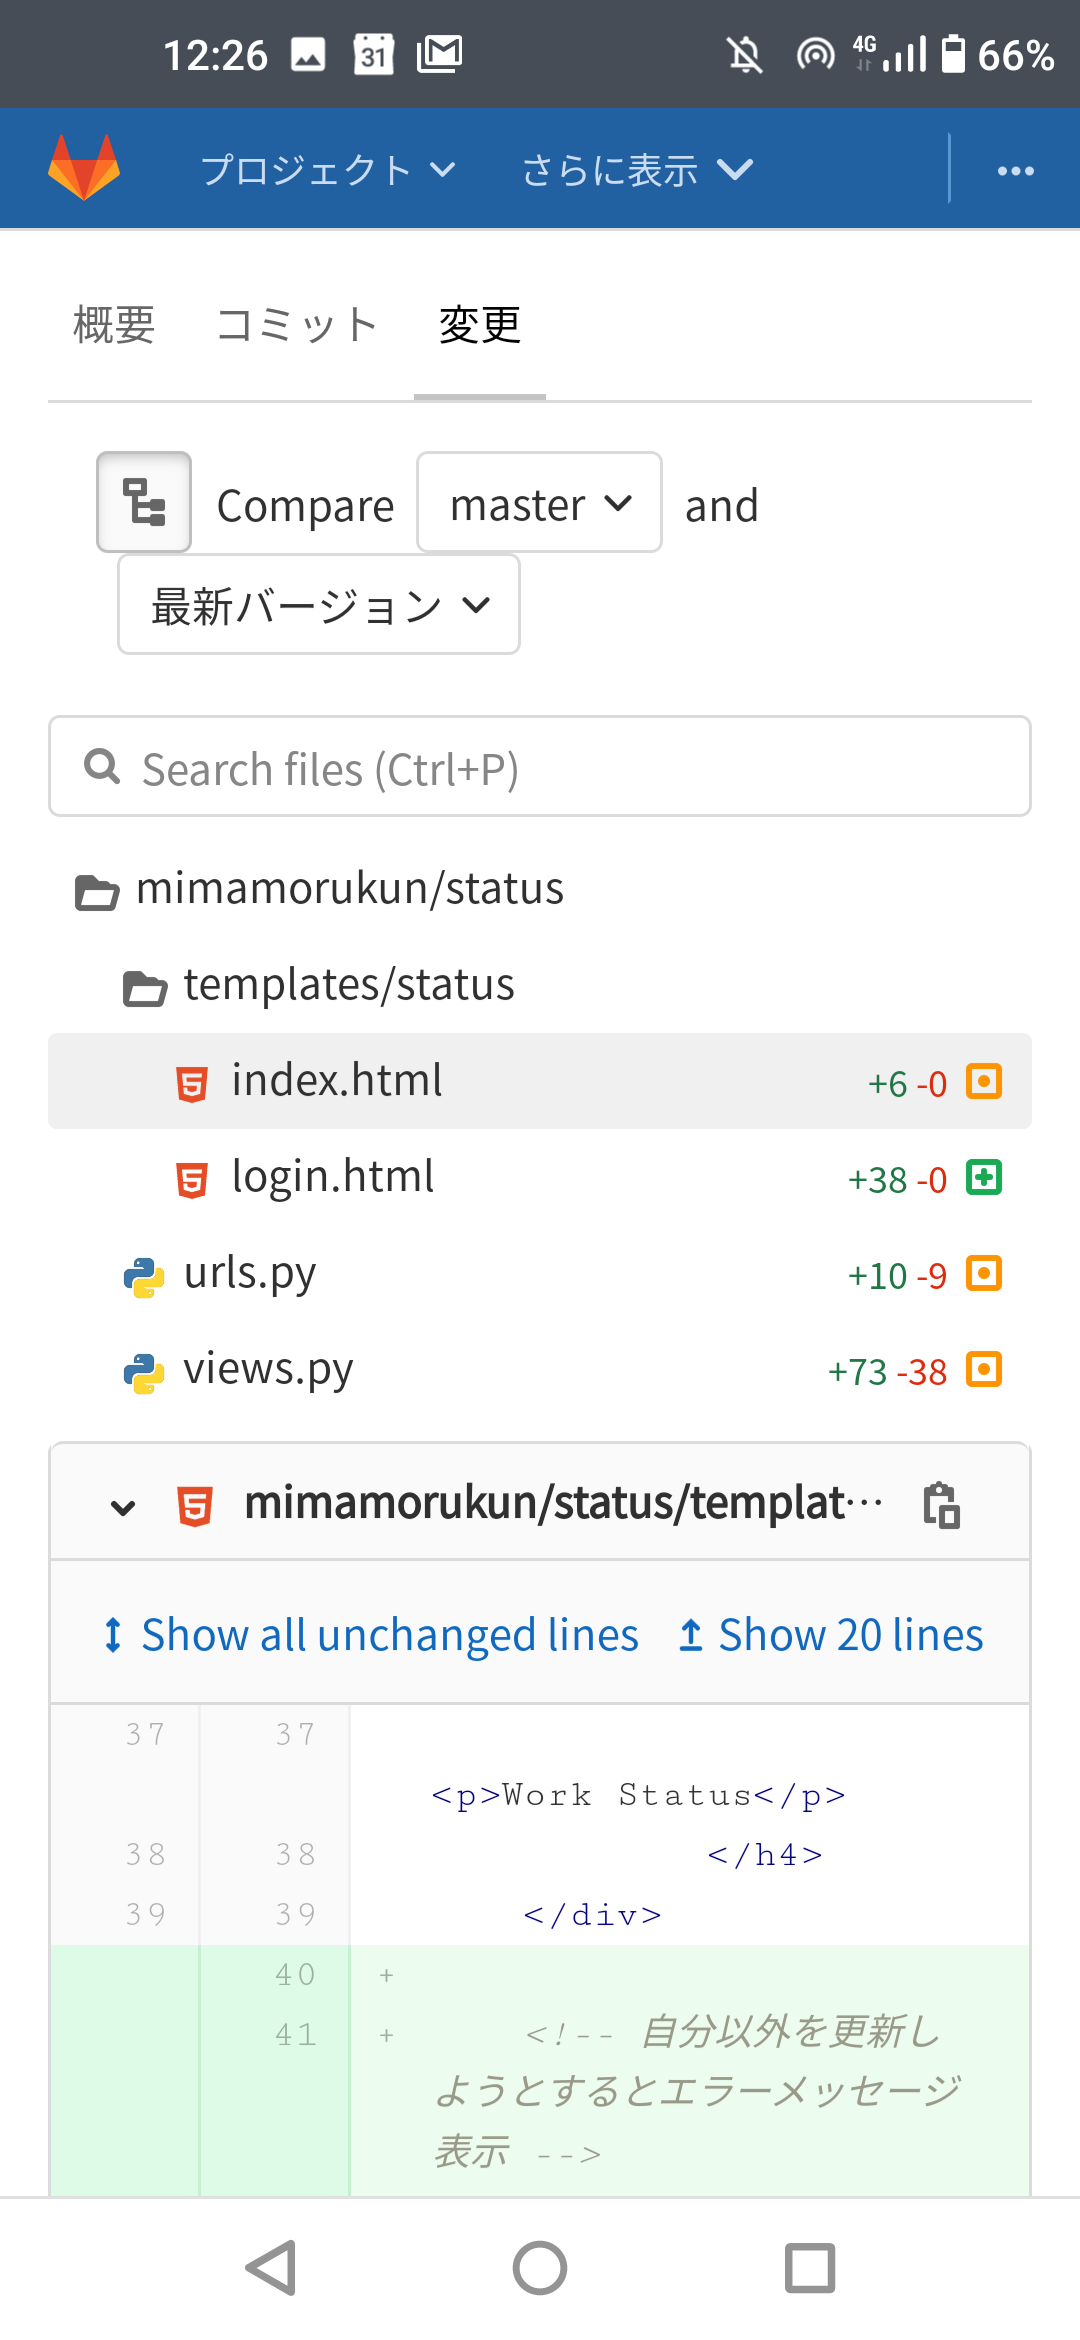 12:26 31 4G 66%
プロジェクト さらに表示
概要 コミット 変更
Compare master and
最新バージョン
Search files (Ctrl+P)
mimamorukun/status
templates/status
index.html +6 -0
login.html +38 -0
urls.py +10 -9
views.py +73 -38
mimamorukun/status/templat…
Show all unchanged lines Show 20 lines
37 37
<p>Work Status</p>
38 38 </h4>
39 39 </div>
40 +
41 + <!-- 自分以外を更新し
ようとするとエラーメッセージ
表示 -->